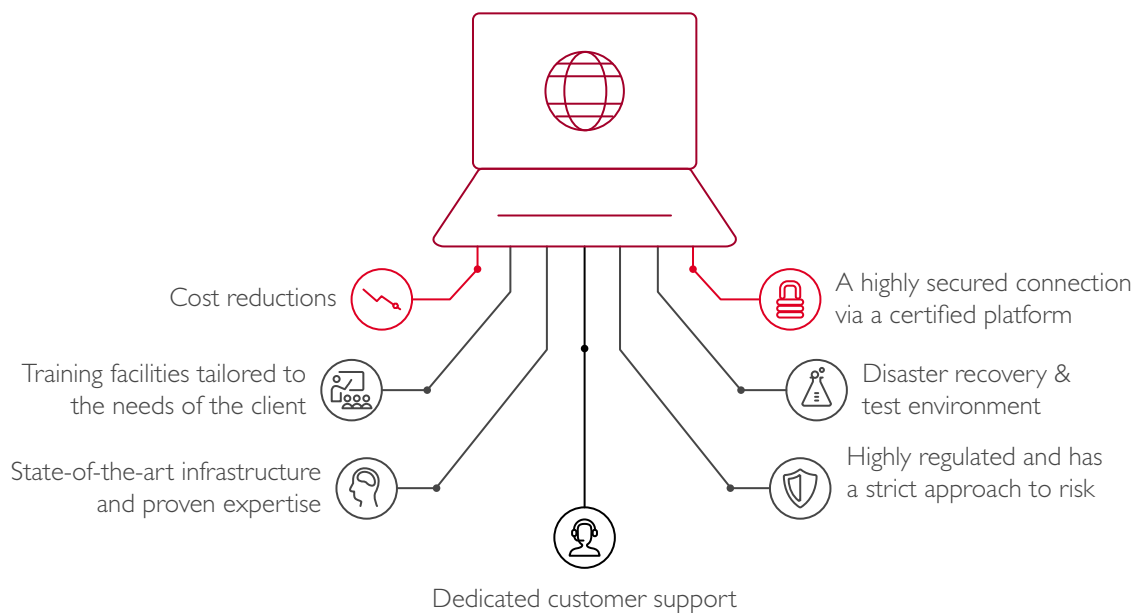 Cost reductions
A highly secured connection
via a certified platform
Training facilities tailored to
the needs of the client
Disaster recovery &
test environment
State-of-the-art infrastructure
and proven expertise
Highly regulated and has
a strict approach to risk
Dedicated customer support